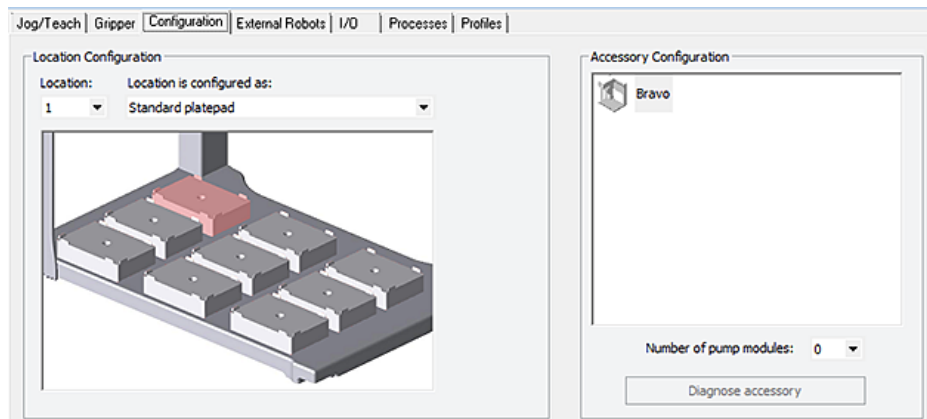 Jog/Teach Gripper Configuration External Robots I/O Processes Profiles
Location Configuration
Location: Location is configured as:
1 Standard platepad
Accessory Configuration
Bravo
Number of pump modules: 0
Diagnose accessory